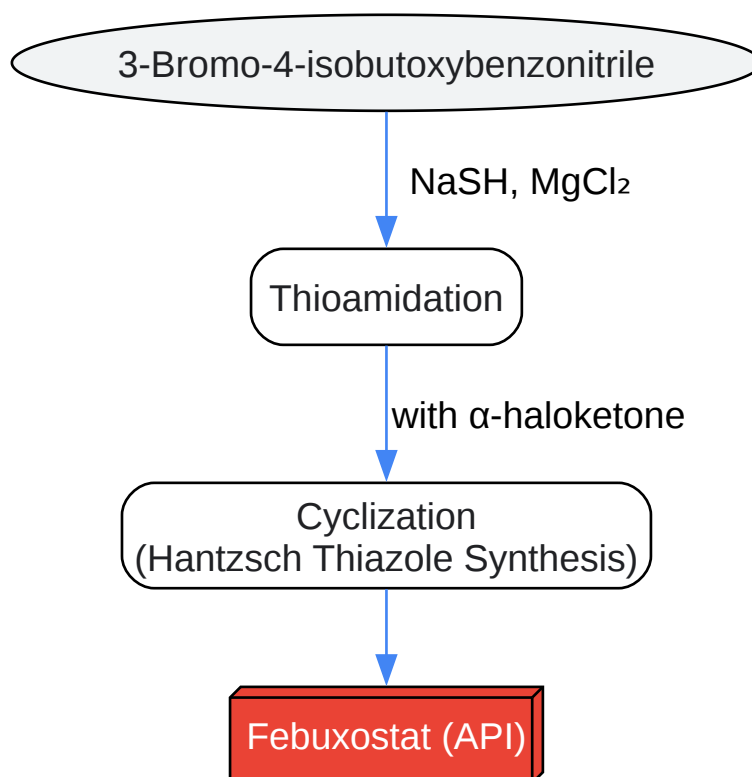 3-Bromo-4-isobutoxybenzonitrile
NaSH, MgCl₂
Thioamidation
with α-haloketone
Cyclization
(Hantzsch Thiazole Synthesis)
Febuxostat (API)